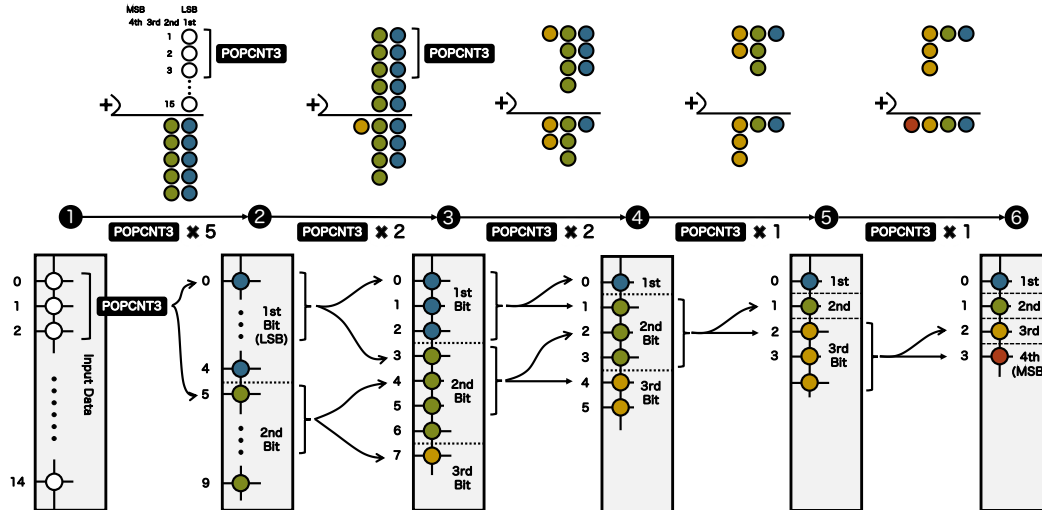 MSB LSB
4th 3rd 2nd 1st
1
2
3
15
POPCNT3
POPCNT3
+
+
+
+
+
1
2
3
4
5
6
POPCNT3 × 5
POPCNT3 × 2
POPCNT3 × 2
POPCNT3 × 1
POPCNT3 × 1
0
1
2
14
POPCNT3
Input Data
0
4
5
9
1st
Bit
(LSB)
2nd
Bit
0
1
2
3
4
5
6
7
1st
Bit
2nd
Bit
3rd
Bit
0
1
2
3
4
5
1st
2nd
Bit
3rd
Bit
0
1
2
3
1st
2nd
3rd
Bit
0
1
2
3
1st
2nd
3rd
4th
(MSB)